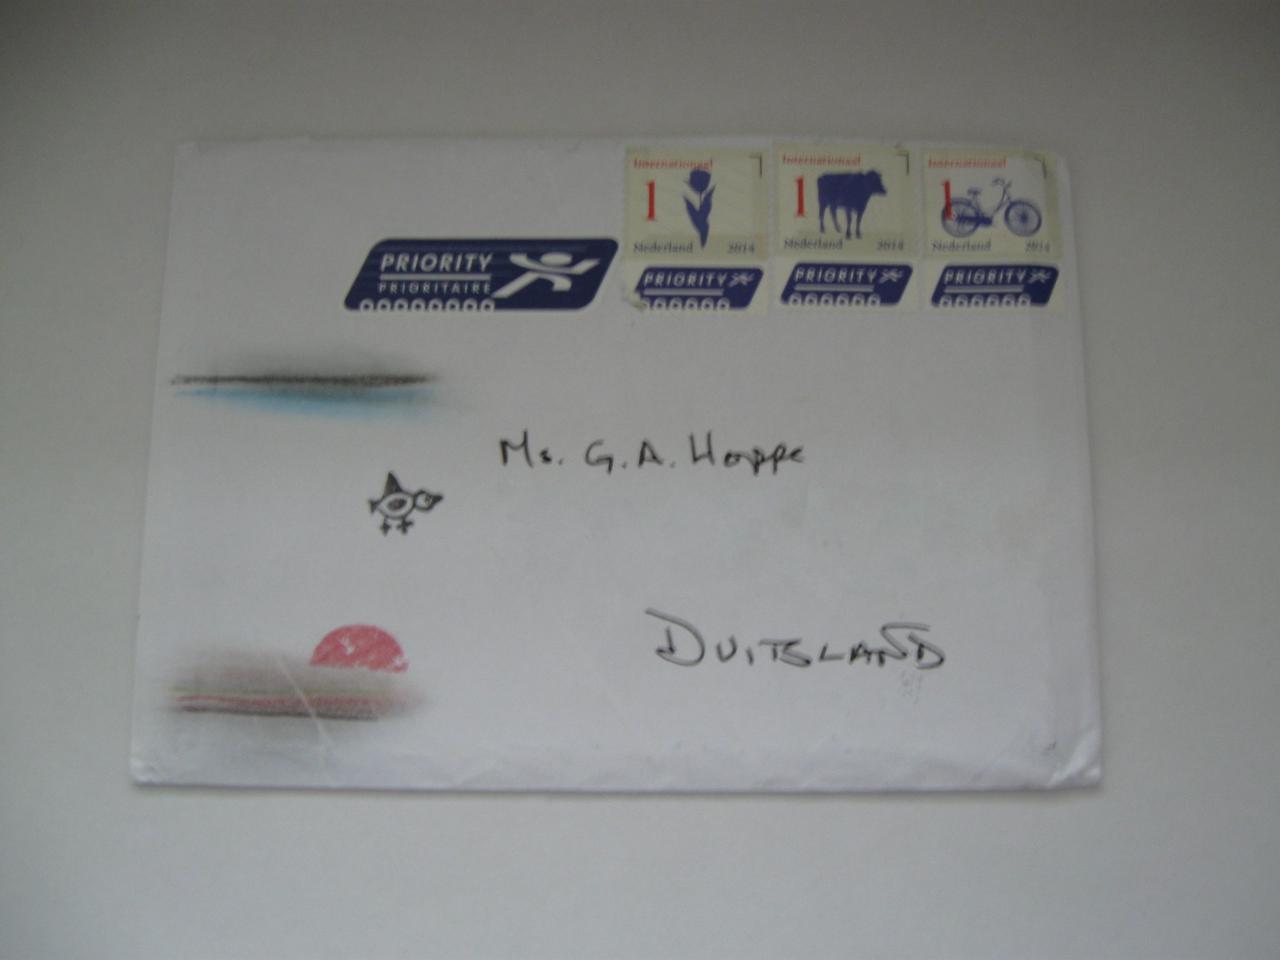 Internationaal
1
Nederland 2014
PRIORITY
Internationaal
1
Nederland 2014
PRIORITY
Internationaal
1
Nederland 2014
PRIORITY
PRIORITY
PRIORITAIRE
Ms. G. A. Hoppe
DUITSLAND